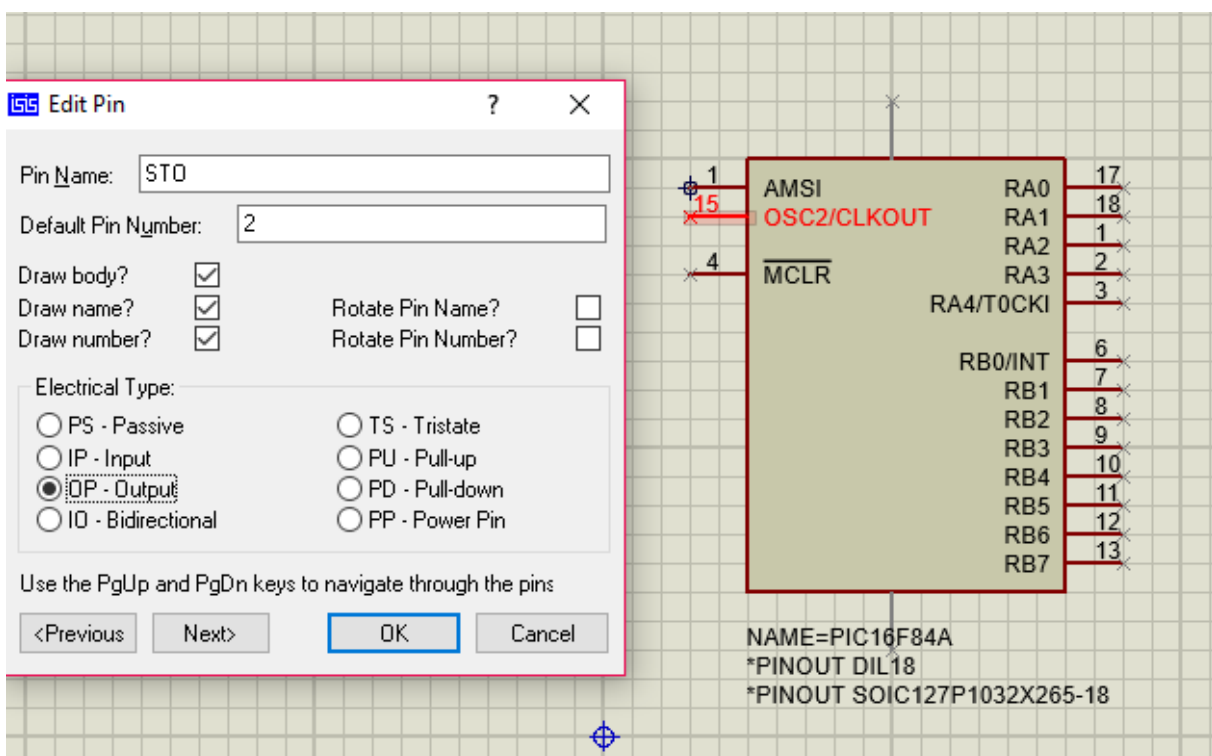 isis Edit Pin ? ×
Pin Name: STO
Default Pin Number: 2
Draw body?
Draw name? Rotate Pin Name?
Draw number? Rotate Pin Number?
Electrical Type:
PS - Passive TS - Tristate
IP - Input PU - Pull-up
OP - Output PD - Pull-down
IO - Bidirectional PP - Power Pin
Use the PgUp and PgDn keys to navigate through the pins
<Previous Next> OK Cancel
1 AMSI RA0 17
15 OSC2/CLKOUT RA1 18
RA2 1
4 MCLR RA3 2
RA4/T0CKI 3
RB0/INT 6
RB1 7
RB2 8
RB3 9
RB4 10
RB5 11
RB6 12
RB7 13
NAME=PIC16F84A
*PINOUT DIL18
*PINOUT SOIC127P1032X265-18